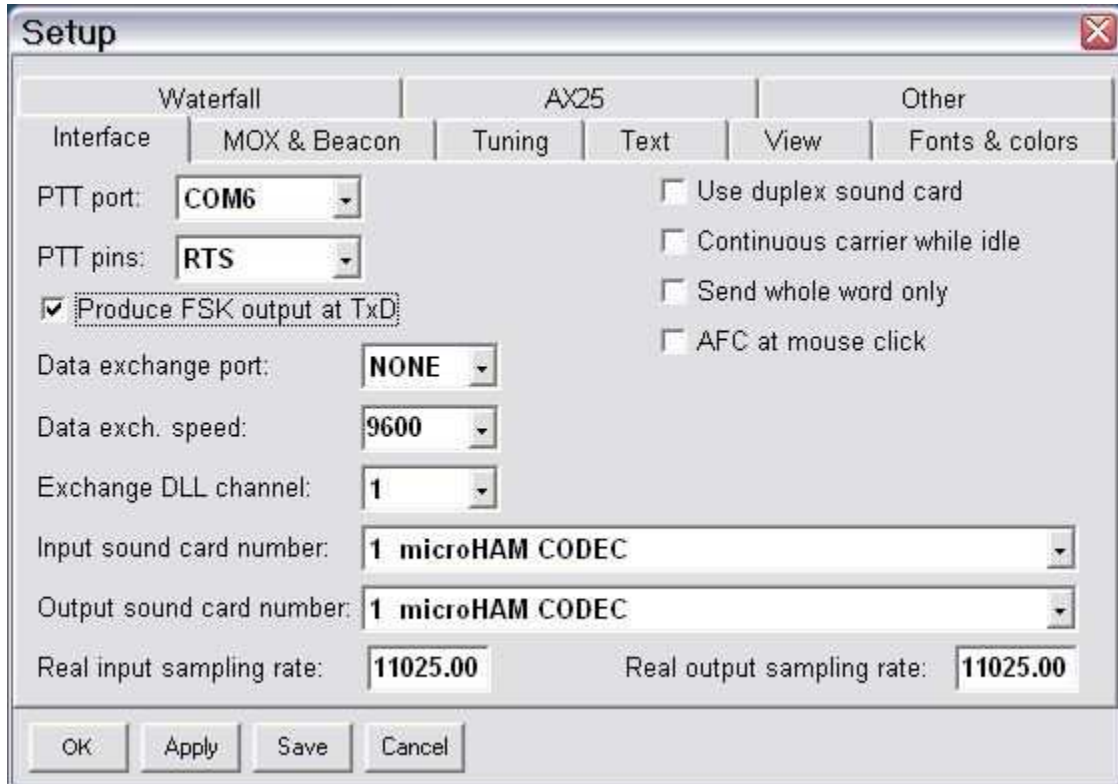 Setup
Waterfall AX25 Other
Interface MOX & Beacon Tuning Text View Fonts & colors
PTT port: COM6
Use duplex sound card
PTT pins: RTS
Continuous carrier while idle
Produce FSK output at TxD
Send whole word only
AFC at mouse click
Data exchange port: NONE
Data exch. speed: 9600
Exchange DLL channel: 1
Input sound card number: 1 microHAM CODEC
Output sound card number: 1 microHAM CODEC
Real input sampling rate: 11025.00 Real output sampling rate: 11025.00
OK Apply Save Cancel